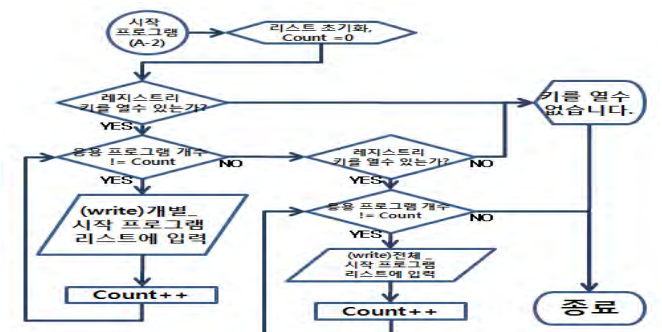 시작
프로그램
(A-2)
리스트 초기화,
Count =0
레지스트리
키를 열수 있는가?
키를 열수
없습니다.
YES
응용 프로그램 개수
!= Count
NO
레지스트리
키를 열수 있는가?
NO
YES
YES
응용 프로그램 개수
!= Count
NO
(write)개별_
시작 프로그램
리스트에 입력
YES
(write)전체_
시작 프로그램
리스트에 입력
Count++
Count++
종료